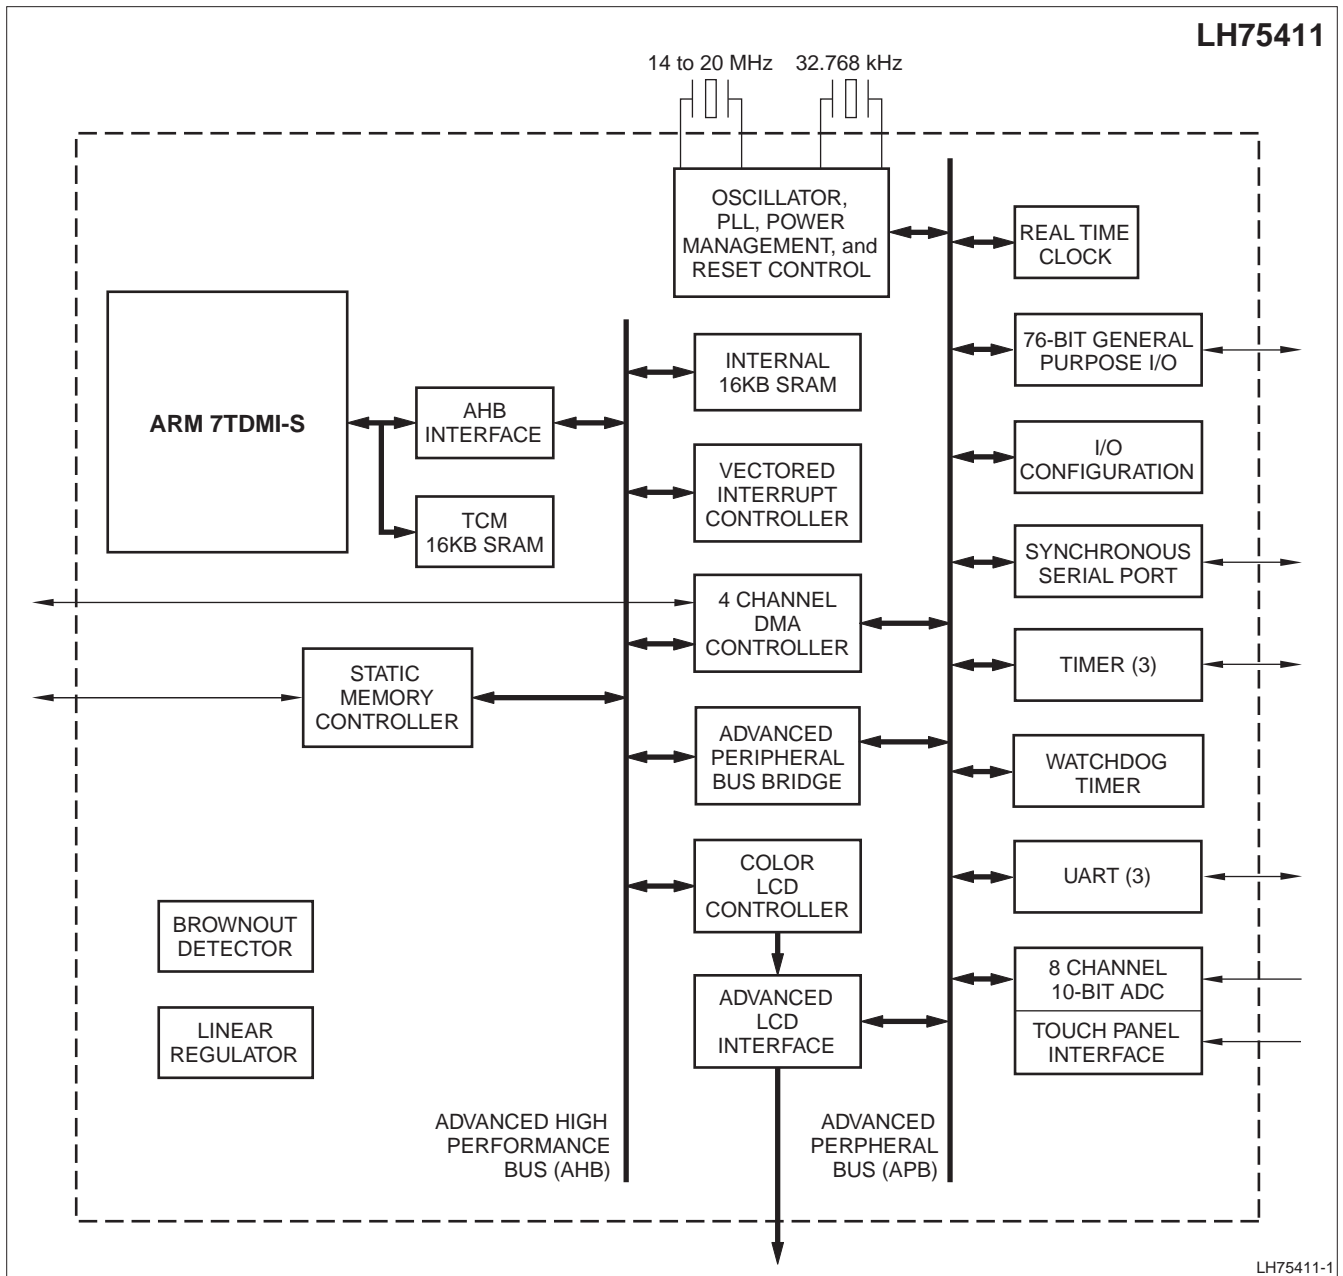 LH75411
14 to 20 MHz
32.768 kHz
OSCILLATOR,
PLL, POWER
MANAGEMENT, and
RESET CONTROL
REAL TIME
CLOCK
ARM 7TDMI-S
AHB
INTERFACE
INTERNAL
16KB SRAM
76-BIT GENERAL
PURPOSE I/O
TCM
16KB SRAM
VECTORED
INTERRUPT
CONTROLLER
I/O
CONFIGURATION
4 CHANNEL
DMA
CONTROLLER
SYNCHRONOUS
SERIAL PORT
STATIC
MEMORY
CONTROLLER
TIMER (3)
ADVANCED
PERIPHERAL
BUS BRIDGE
WATCHDOG
TIMER
COLOR
LCD
CONTROLLER
UART (3)
BROWNOUT
DETECTOR
ADVANCED
LCD
INTERFACE
8 CHANNEL
10-BIT ADC
LINEAR
REGULATOR
TOUCH PANEL
INTERFACE
ADVANCED HIGH
PERFORMANCE
BUS (AHB)
ADVANCED
PERPHERAL
BUS (APB)
LH75411-1